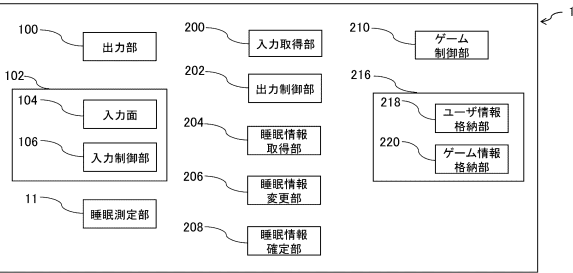 1
100
出力部
102
104
入力面
106
入力制御部
11
睡眠測定部
200
入力取得部
202
出力制御部
204
睡眠情報
取得部
206
睡眠情報
変更部
208
睡眠情報
確定部
210
ゲーム
制御部
216
218
ユーザ情報
格納部
220
ゲーム情報
格納部